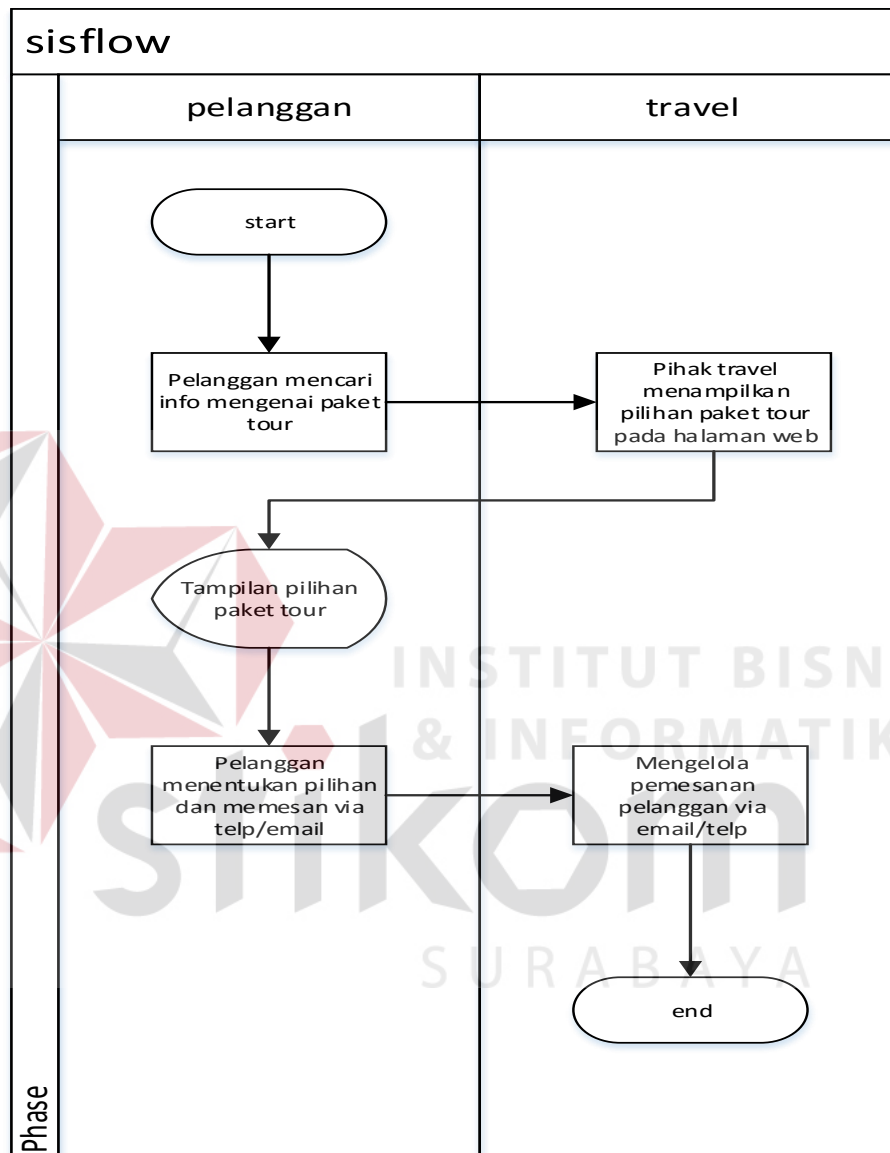 sisflow
pelanggan
travel
start
Pelanggan mencari
info mengenai paket
tour
Pihak travel
menampilkan
pilihan paket tour
pada halaman web
Tampilan pilihan
paket tour
INSTITUT BISN
& INFORMATIK
stikom
SURABAYA
Pelanggan
menentukan pilihan
dan memesan via
telp/email
Mengelola
pemesanan
pelanggan via
email/telp
end
Phase